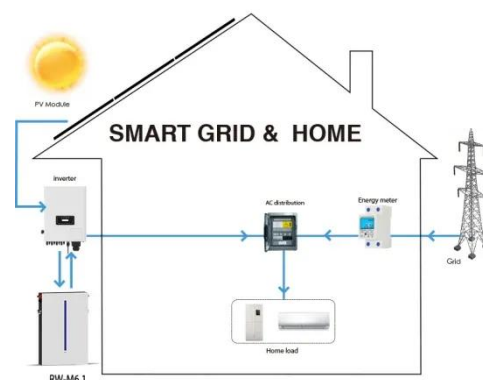 PV Module
SMART GRID & HOME
Inverter
AC distribution
Energy meter
Grid
Home load
RW-M6.1